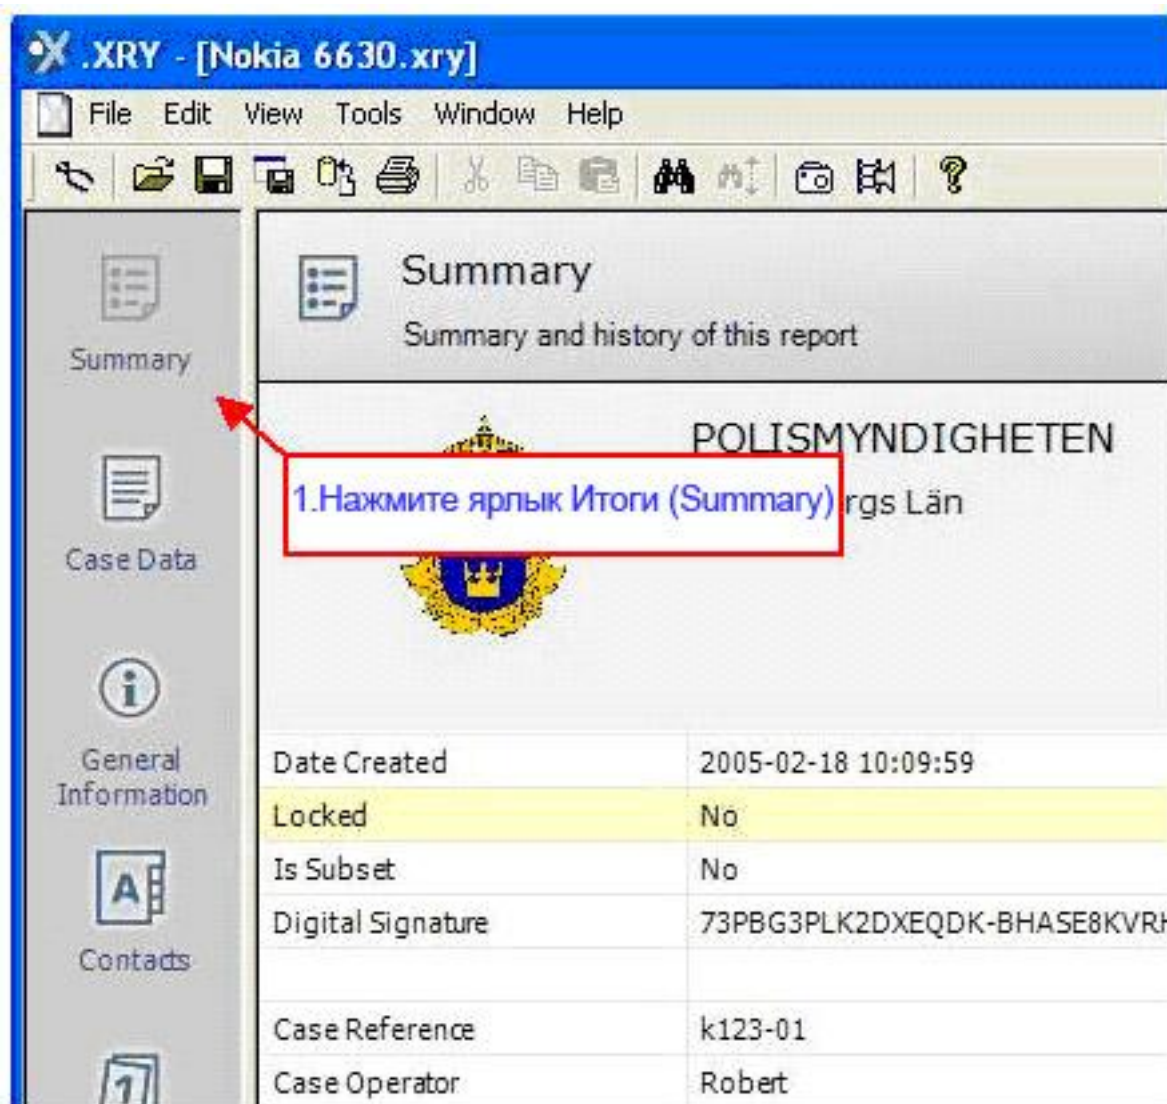 .XRY - [Nokia 6630.xry]
File Edit View Tools Window Help
Summary
Summary and history of this report
Summary
POLISMYNDIGHETEN
1.Нажмите ярлык Итоги (Summary)
Län
Case Data
General
Information
Date Created 2005-02-18 10:09:59
Locked No
Is Subset No
Digital Signature 73PBG3PLK2DXEQDK-BHASE8KVRH
Contacts
Case Reference k123-01
Case Operator Robert